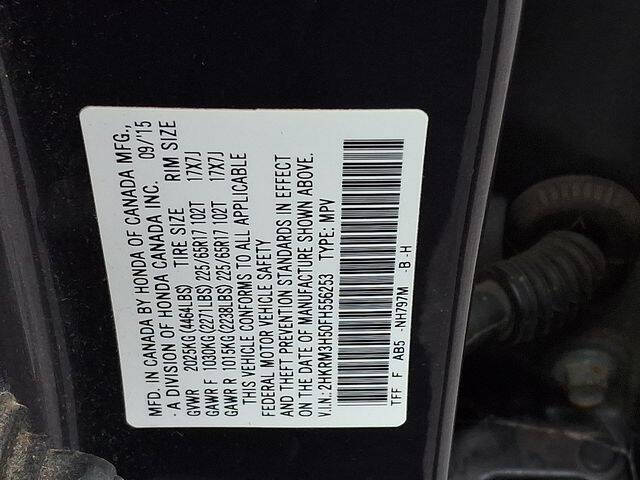 MFD. IN CANADA BY HONDA OF CANADA MFG.,
*A DIVISION OF HONDA CANADA INC. 09/'15
GVWR 2025KG (4464LBS) TIRE SIZE RIM SIZE
GAWR F 1030KG (2271LBS) 225/65R17 102T 17X7J
GAWR R 1015KG (2238LBS) 225/65R17 102T 17X7J
THIS VEHICLE CONFORMS TO ALL APPLICABLE
FEDERAL MOTOR VEHICLE SAFETY
AND THEFT PREVENTION STANDARDS IN EFFECT
ON THE DATE OF MANUFACTURE SHOWN ABOVE.
V.I.N.: 2HKRM3H50FH556253 TYPE: MPV
TFF F AB5 -NH797M -B -H